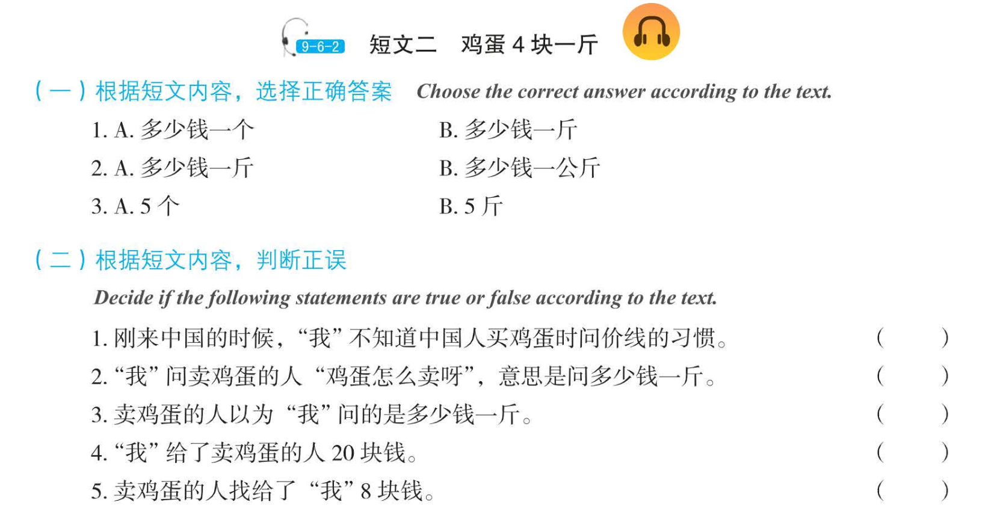 9-6-2 短文二 鸡蛋 4 块一斤
(一)根据短文内容，选择正确答案 Choose the correct answer according to the text.
1. A. 多少钱一个 B. 多少钱一斤
2. A. 多少钱一斤 B. 多少钱一公斤
3. A. 5 个 B. 5 斤
(二)根据短文内容，判断正误
Decide if the following statements are true or false according to the text.
1. 刚来中国的时候，“我” 不知道中国人买鸡蛋时问价线的习惯。 ( )
2. “我” 问卖鸡蛋的人 “鸡蛋怎么卖呀”，意思是问多少钱一斤。 ( )
3. 卖鸡蛋的人以为 “我” 问的是多少钱一斤。 ( )
4. “我” 给了卖鸡蛋的人 20 块钱。 ( )
5. 卖鸡蛋的人找给了 “我” 8 块钱。 ( )